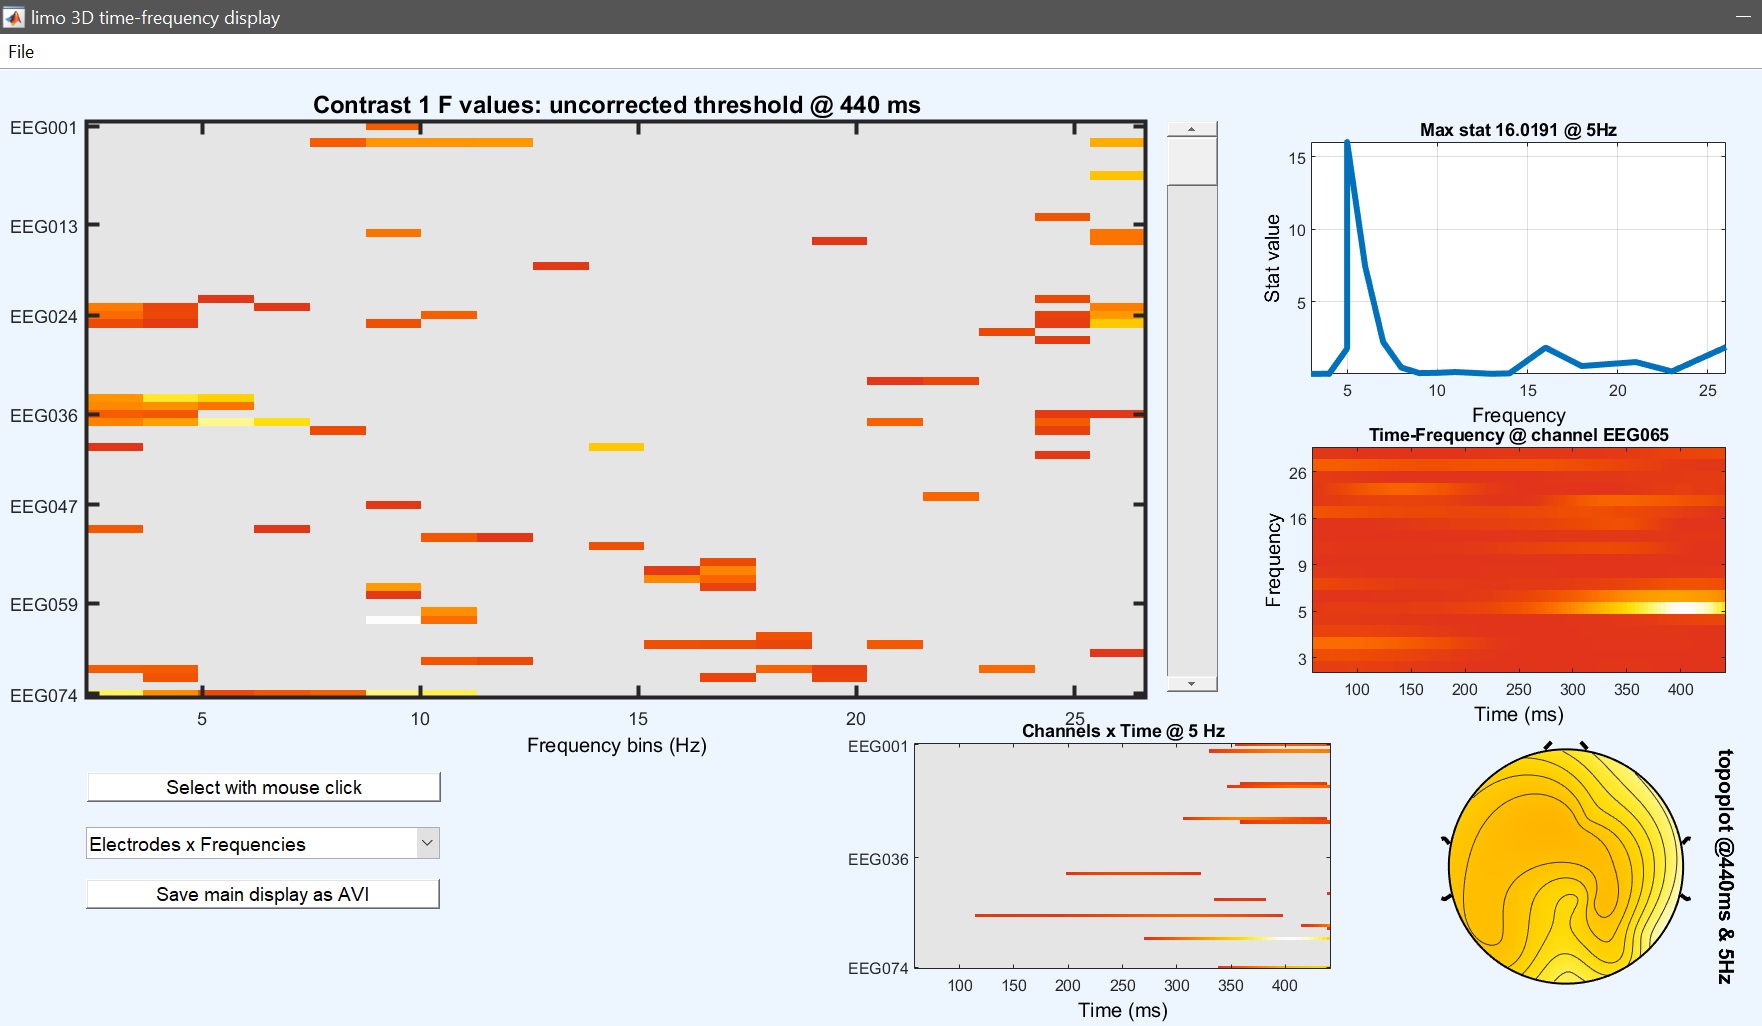 limo 3D time-frequency display
File
Contrast 1 F values: uncorrected threshold @ 440 ms
EEG001
EEG013
EEG024
EEG036
EEG047
EEG059
EEG074
5 10 15 20 25
Frequency bins (Hz)
Select with mouse click
Electrodes x Frequencies
Save main display as AVI
Max stat 16.0191 @ 5Hz
Stat value
15
10
5
5 10 15 20 25
Frequency
Time-Frequency @ channel EEG065
Frequency
26
16
9
5
3
100 150 200 250 300 350 400
Time (ms)
Channels x Time @ 5 Hz
EEG001
EEG036
EEG074
100 150 200 250 300 350 400
Time (ms)
topoplot @440ms & 5Hz